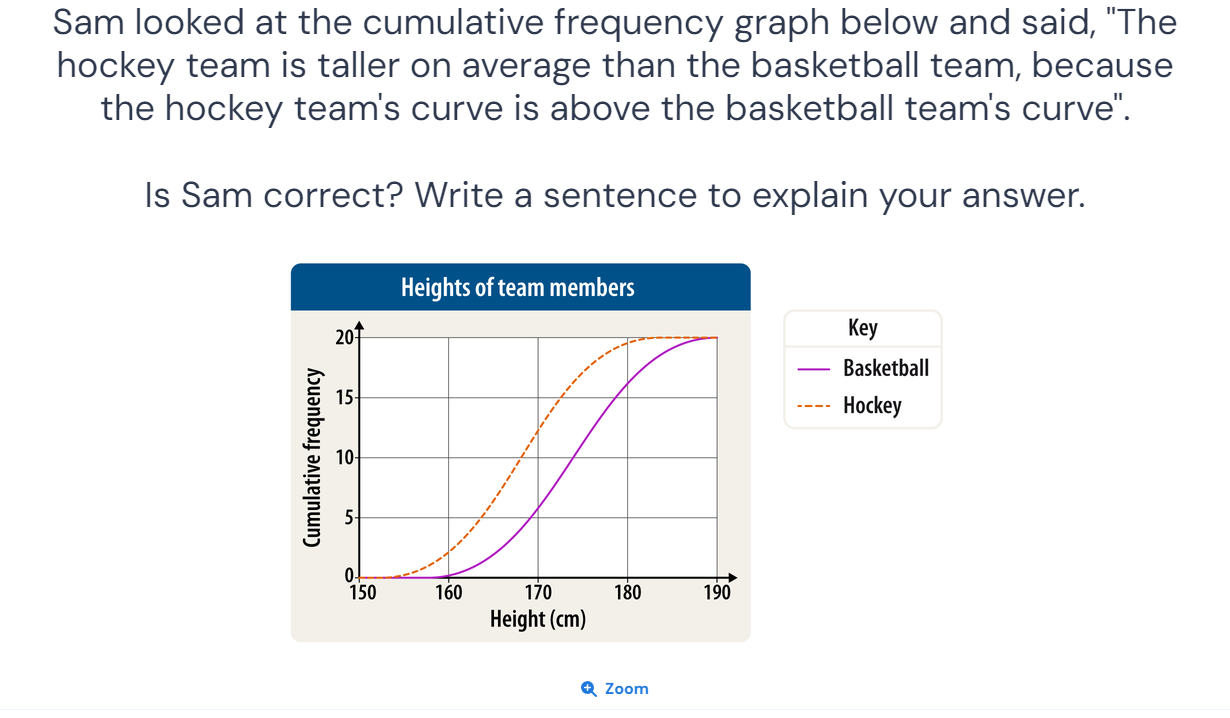 Sam looked at the cumulative frequency graph below and said, "The
hockey team is taller on average than the basketball team, because
the hockey team's curve is above the basketball team's curve".
Is Sam correct? Write a sentence to explain your answer.
Heights of team members
Cumulative frequency
20
15
10
5
0
150 160 170 180 190
Height (cm)
Key
Basketball
Hockey
Zoom